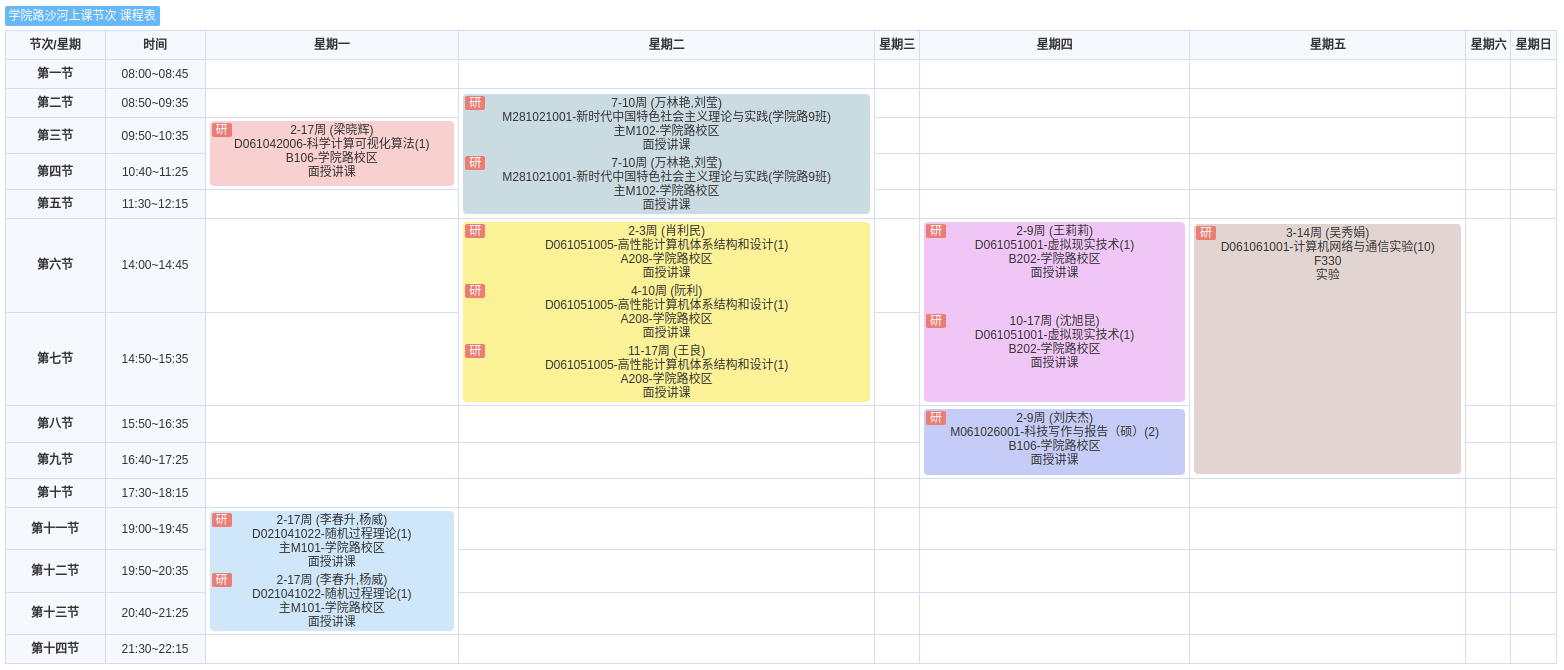 学院路沙河上课节次 课程表
节次/星期 时间 星期一 星期二 星期三 星期四 星期五 星期六 星期日
第一节 08:00~08:45
第二节 08:50~09:35
第三节 09:50~10:35
第四节 10:40~11:25
第五节 11:30~12:15
第六节 14:00~14:45
第七节 14:50~15:35
第八节 15:50~16:35
第九节 16:40~17:25
第十节 17:30~18:15
第十一节 19:00~19:45
第十二节 19:50~20:35
第十三节 20:40~21:25
第十四节 21:30~22:15
研 2-17周 (梁晓辉)
D061042006-科学计算可视化算法(1)
B106-学院路校区
面授讲课
研 2-17周 (李春升,杨威)
D021041022-随机过程理论(1)
主M101-学院路校区
面授讲课
研 2-17周 (李春升,杨威)
D021041022-随机过程理论(1)
主M101-学院路校区
面授讲课
研 7-10周 (万林艳,刘莹)
M281021001-新时代中国特色社会主义理论与实践(学院路9班)
主M102-学院路校区
面授讲课
研 7-10周 (万林艳,刘莹)
M281021001-新时代中国特色社会主义理论与实践(学院路9班)
主M102-学院路校区
面授讲课
研 2-3周 (肖利民)
D061051005-高性能计算机体系结构和设计(1)
A208-学院路校区
面授讲课
研 4-10周 (阮利)
D061051005-高性能计算机体系结构和设计(1)
A208-学院路校区
面授讲课
研 11-17周 (王良)
D061051005-高性能计算机体系结构和设计(1)
A208-学院路校区
面授讲课
研 2-9周 (王莉莉)
D061051001-虚拟现实技术(1)
B202-学院路校区
面授讲课
研 10-17周 (沈旭昆)
D061051001-虚拟现实技术(1)
B202-学院路校区
面授讲课
研 2-9周 (刘庆杰)
M061026001-科技写作与报告（硕）(2)
B106-学院路校区
面授讲课
研 3-14周 (吴秀娟)
D061061001-计算机网络与通信实验(10)
F330
实验